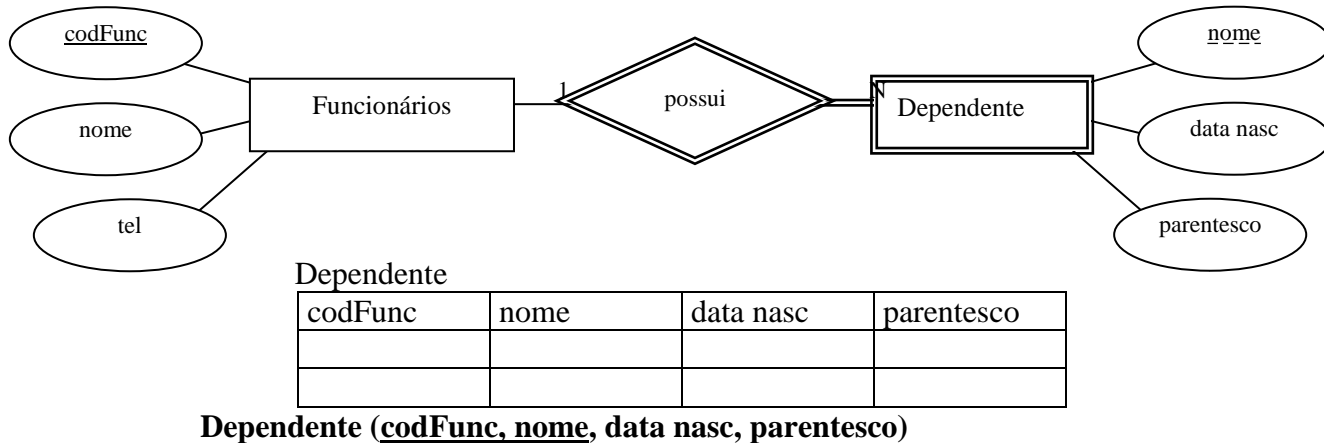 codFunc
nome
tel
Funcionários
1
possui
N
Dependente
nome
data nasc
parentesco
Dependente
codFunc nome data nasc parentesco
Dependente (codFunc, nome, data nasc, parentesco)